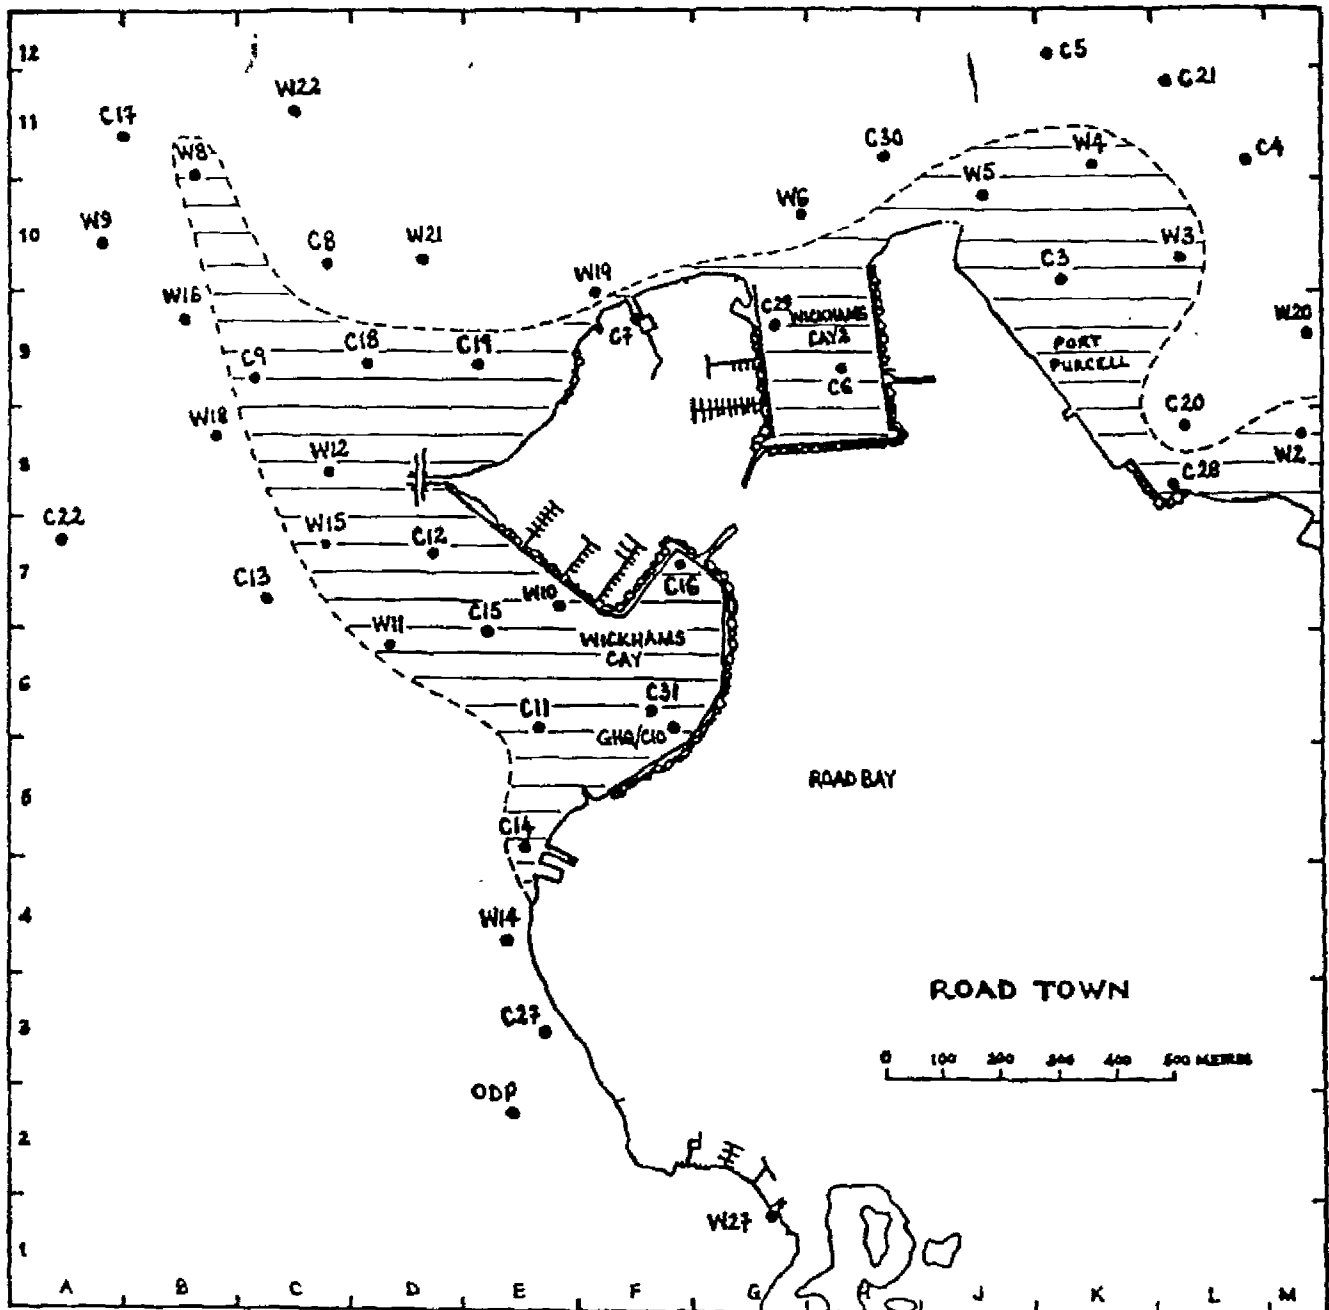 12
C5
C21
W22
C17
11
C30
W4
C4
W8
W5
W6
W9
10
C8
W21
W3
C3
W19
W16
C29
WICKHAMS
CAY 2
W20
C7
9
C18
C19
PORT
PURCELL
C9
C6
C20
W18
8
W12
W2
C28
C22
W15
C12
7
C13
C16
W10
C15
W11
WICKHAMS
CAY
6
C31
C11
GHQ/C10
ROAD BAY
5
C14
4
W14
ROAD TOWN
3
C27
0 100 200 300 400 500 METRES
ODP
2
W27
1
A B C D E F G H J K L M